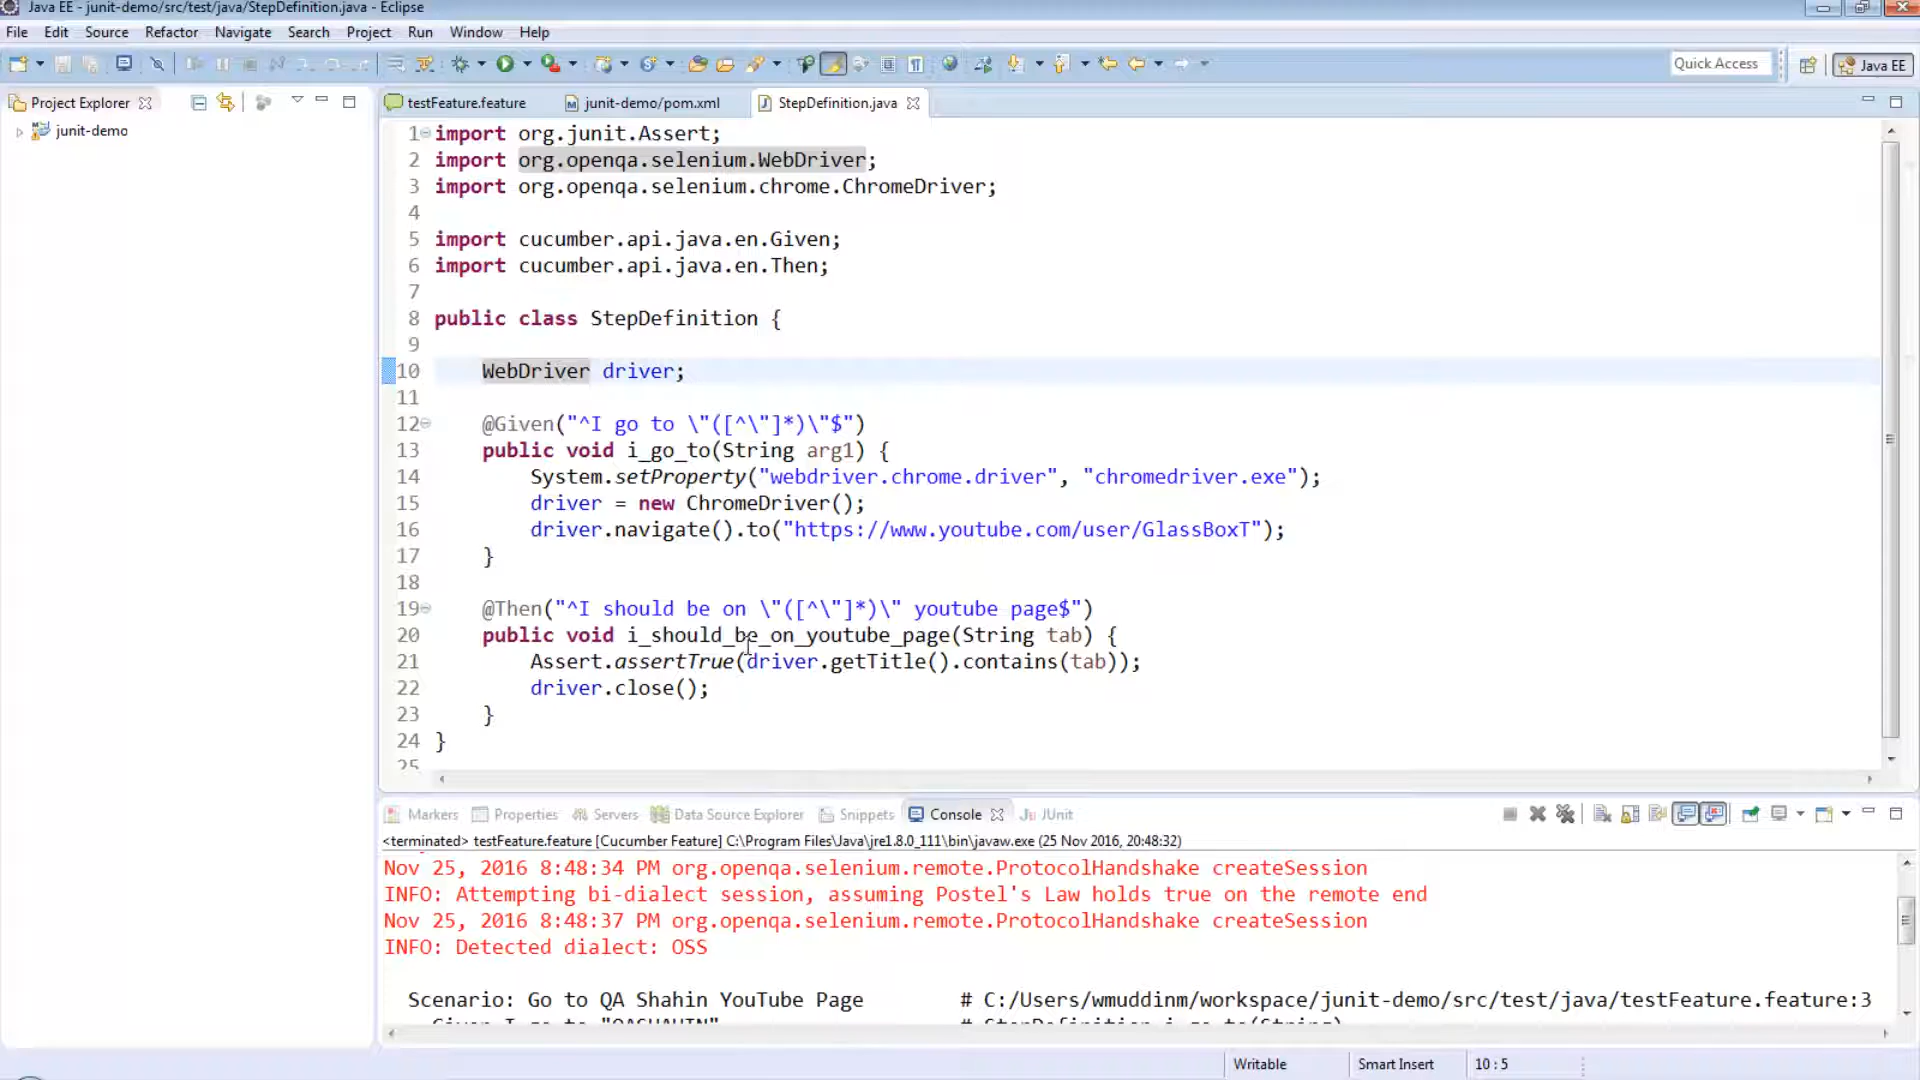 Java EE - junit-demo/src/test/java/StepDefinition.java - Eclipse
File Edit Source Refactor Navigate Search Project Run Window Help
Quick Access
Java EE
Project Explorer
junit-demo
testFeature.feature
junit-demo/pom.xml
StepDefinition.java
1 import org.junit.Assert;
2 import org.openqa.selenium.WebDriver;
3 import org.openqa.selenium.chrome.ChromeDriver;
4
5 import cucumber.api.java.en.Given;
6 import cucumber.api.java.en.Then;
7
8 public class StepDefinition {
9
10 WebDriver driver;
11
12 @Given("^I go to \"([^\"]*)\"$")
13 public void i_go_to(String arg1) {
14 System.setProperty("webdriver.chrome.driver", "chromedriver.exe");
15 driver = new ChromeDriver();
16 driver.navigate().to("https://www.youtube.com/user/GlassBoxT");
17 }
18
19 @Then("^I should be on \"([^\"]*)\" youtube page$")
20 public void i_should_be_on_youtube_page(String tab) {
21 Assert.assertTrue(driver.getTitle().contains(tab));
22 driver.close();
23 }
24 }
25
Markers Properties Servers Data Source Explorer Snippets Console JUnit
<terminated> testFeature.feature [Cucumber Feature] C:\Program Files\Java\jre1.8.0_111\bin\javaw.exe (25 Nov 2016, 20:48:32)
Nov 25, 2016 8:48:34 PM org.openqa.selenium.remote.ProtocolHandshake createSession
INFO: Attempting bi-dialect session, assuming Postel's Law holds true on the remote end
Nov 25, 2016 8:48:37 PM org.openqa.selenium.remote.ProtocolHandshake createSession
INFO: Detected dialect: OSS
Scenario: Go to QA Shahin YouTube Page # C:/Users/wmuddinm/workspace/junit-demo/src/test/java/testFeature.feature:3
Given I go to "QASHAHIN" # StepDefinition.i_go_to(String)
Writable Smart Insert 10:5